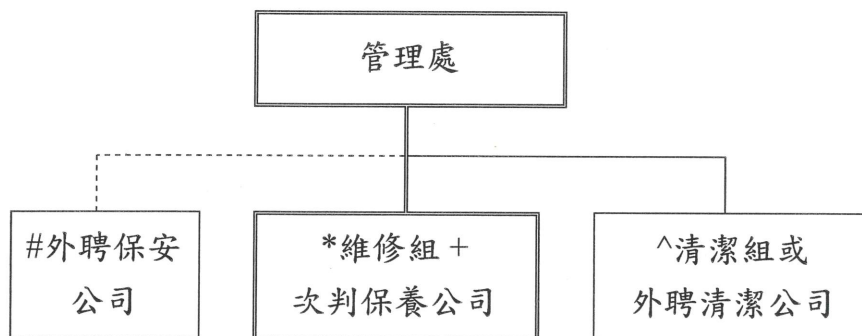 管理處
#外聘保安
公司
*維修組 +
次判保養公司
^清潔組或
外聘清潔公司